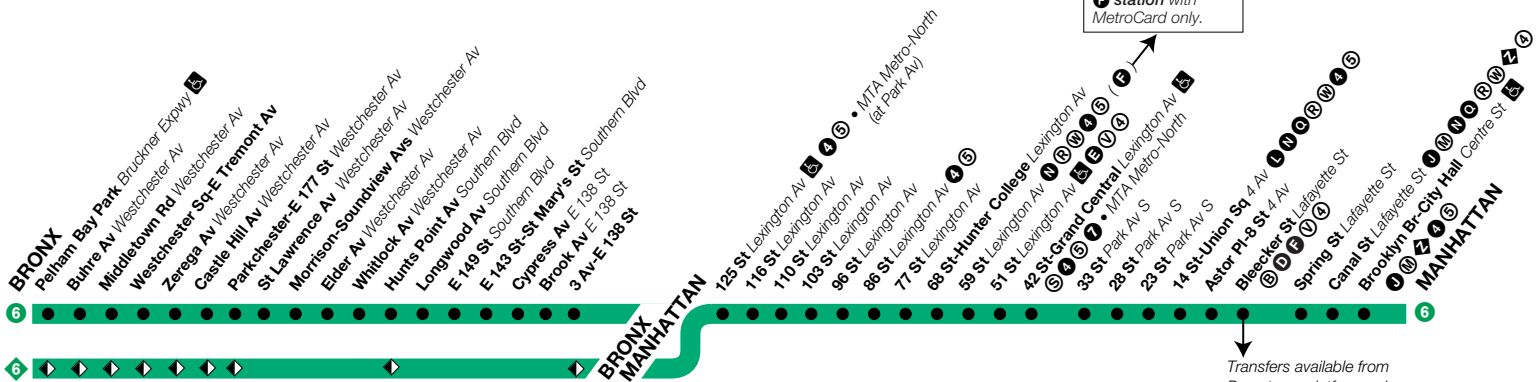 F station with
MetroCard only.
BRONX
Pelham Bay Park Bruckner Expwy
Buhre Av Westchester Av
Middletown Rd Westchester Av
Westchester Sq-E Tremont Av
Zerega Av Westchester Av
Castle Hill Av Westchester Av
Parkchester-E 177 St Westchester Av
St Lawrence Av Westchester Av
Morrison-Soundview Avs Westchester Av
Elder Av Westchester Av
Whitlock Av Westchester Av
Hunts Point Av Southern Blvd
Longwood Av Southern Blvd
E 149 St Southern Blvd
E 143 St-St Mary's St Southern Blvd
Cypress Av E 138 St
Brook Av E 138 St
3 Av-E 138 St
BRONX
MANHATTAN
125 St Lexington Av 4 5 • MTA Metro-North
(at Park Av)
116 St Lexington Av
110 St Lexington Av
103 St Lexington Av
96 St Lexington Av
86 St Lexington Av 4 5
77 St Lexington Av
68 St-Hunter College Lexington Av
59 St Lexington Av N R W 4 5 ( F )
51 St Lexington Av E V 4
42 St-Grand Central Lexington Av
S 4 5 7 • MTA Metro-North
33 St Park Av S
28 St Park Av S
23 St Park Av S
14 St-Union Sq 4 Av L N Q R W 4 5
Astor Pl-8 St 4 Av
Bleecker St Lafayette St
B D F V 4
Spring St Lafayette St
Canal St Lafayette St J M N Q R W Z 4
Brooklyn Br-City Hall Centre St
J M Z 4 5
MANHATTAN
6
6
6
Transfers available from